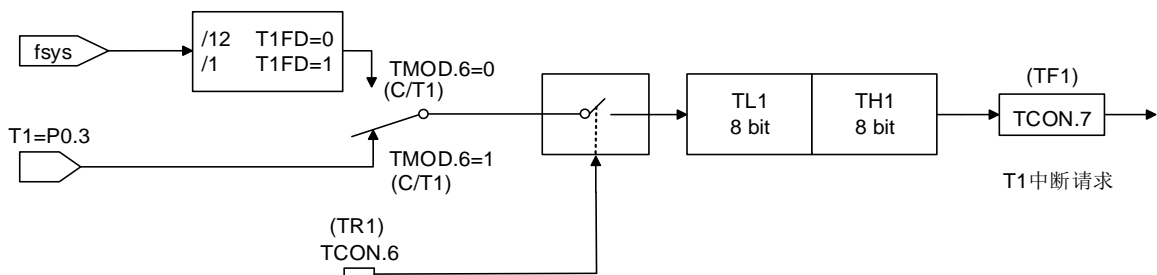 fsys
/12 T1FD=0
/1 T1FD=1
TMOD.6=0
(C/T1)
T1=P0.3
TMOD.6=1
(C/T1)
(TR1)
TCON.6
TL1
8 bit
TH1
8 bit
(TF1)
TCON.7
T1中断请求